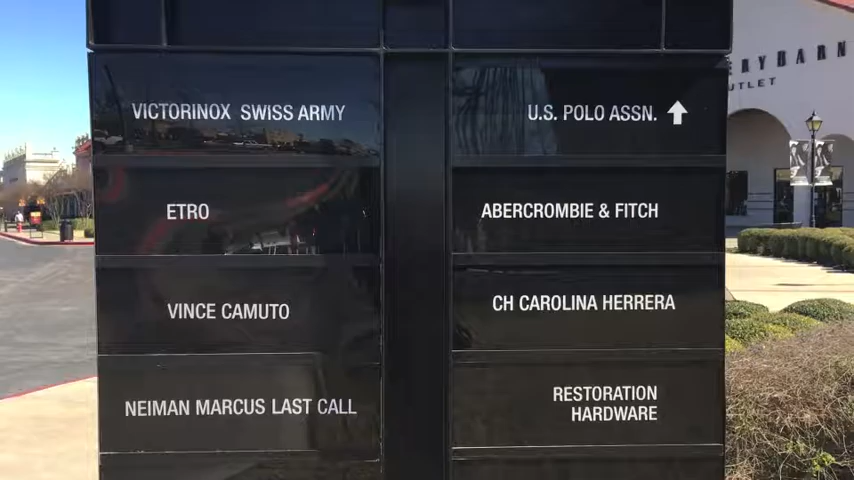 VICTORINOX SWISS ARMY
ETRO
VINCE CAMUTO
NEIMAN MARCUS LAST CALL
U.S. POLO ASSN.
ABERCROMBIE & FITCH
CH CAROLINA HERRERA
RESTORATION
HARDWARE
ERYBARN
UTLET